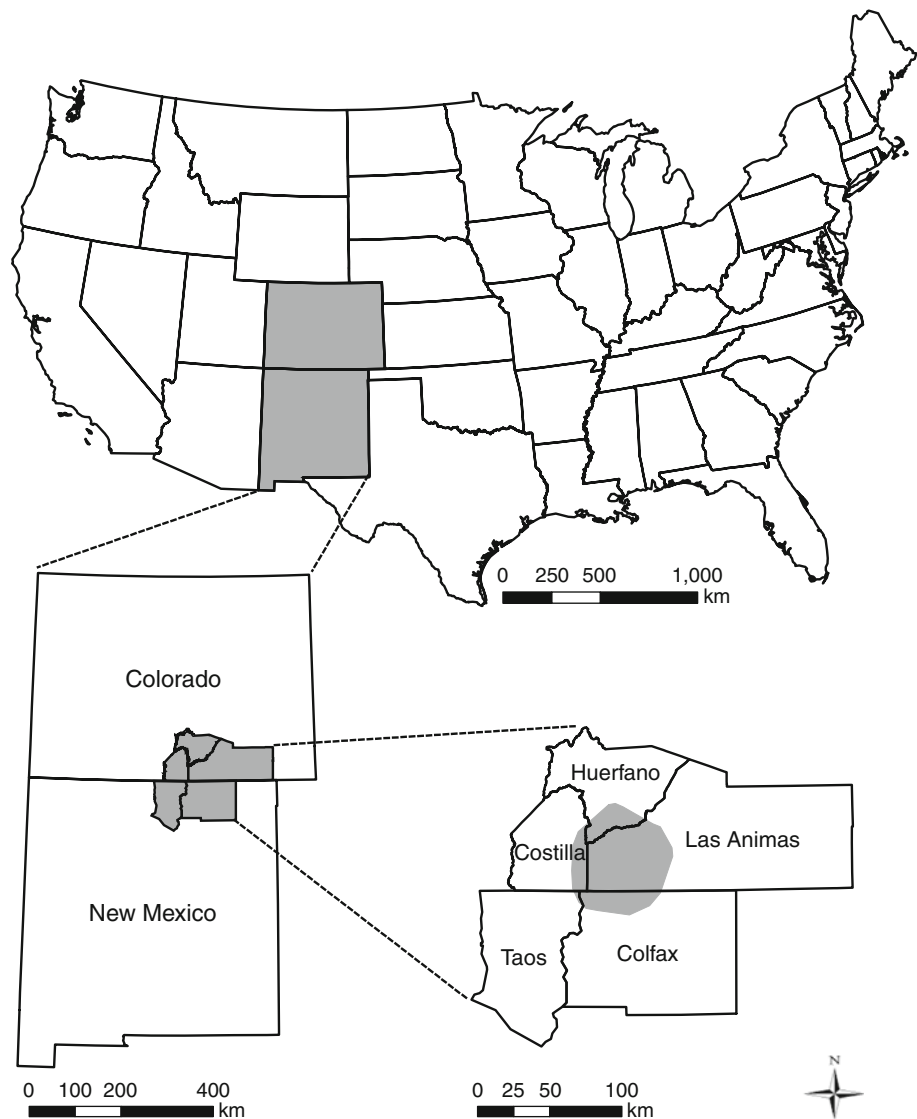 0 250 500 1,000
km
Colorado
New Mexico
Huerfano
Costilla
Las Animas
Taos
Colfax
0 100 200 400
km
0 25 50 100
km
N